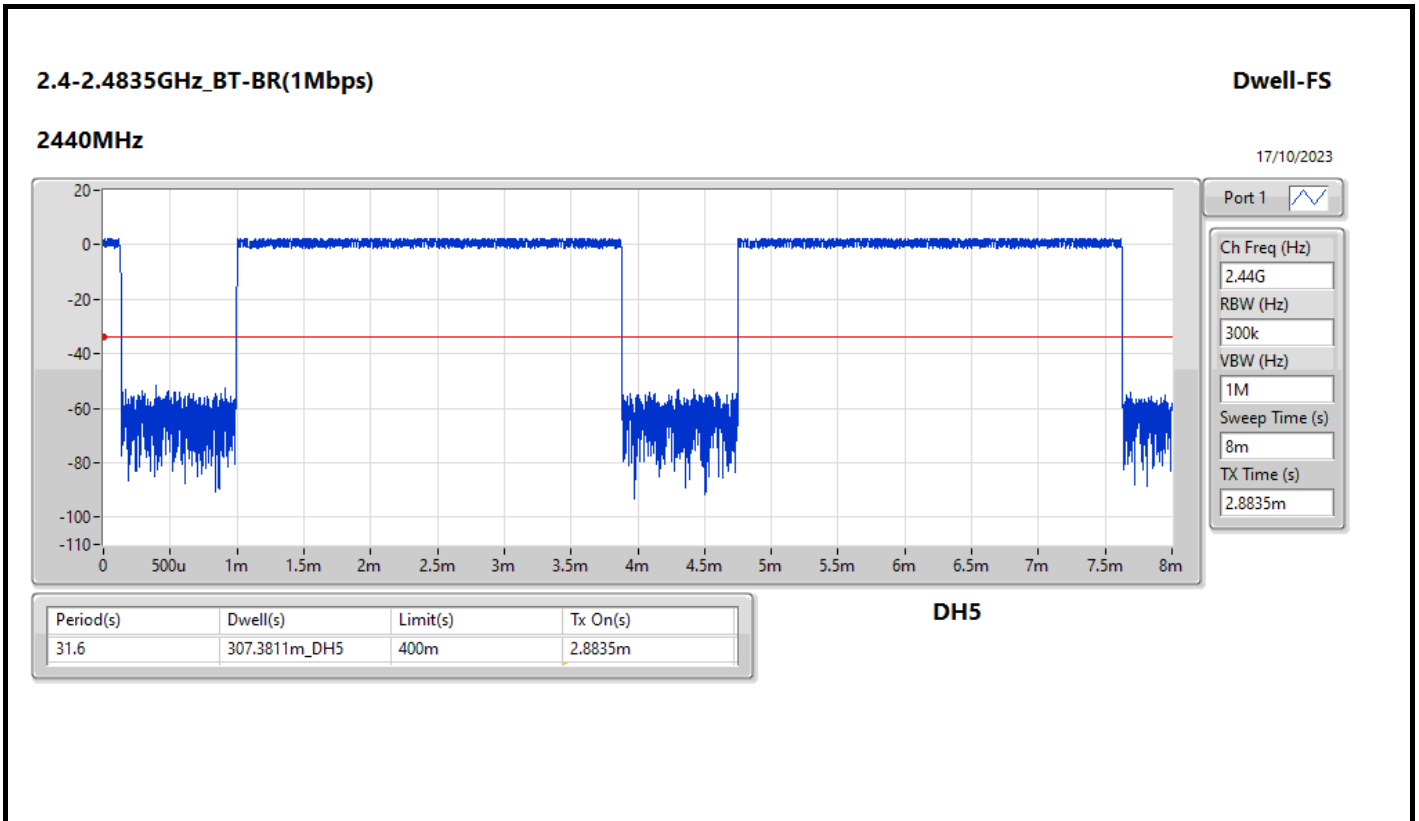 2.4-2.4835GHz_BT-BR(1Mbps)
Dwell-FS
2440MHz
17/10/2023
20
0
-20
-40
-60
-80
-100
-110
0 500u 1m 1.5m 2m 2.5m 3m 3.5m 4m 4.5m 5m 5.5m 6m 6.5m 7m 7.5m 8m
Port 1
Ch Freq (Hz)
2.44G
RBW (Hz)
300k
VBW (Hz)
1M
Sweep Time (s)
8m
TX Time (s)
2.8835m
Period(s) Dwell(s) Limit(s) Tx On(s)
31.6 307.3811m_DH5 400m 2.8835m
DH5